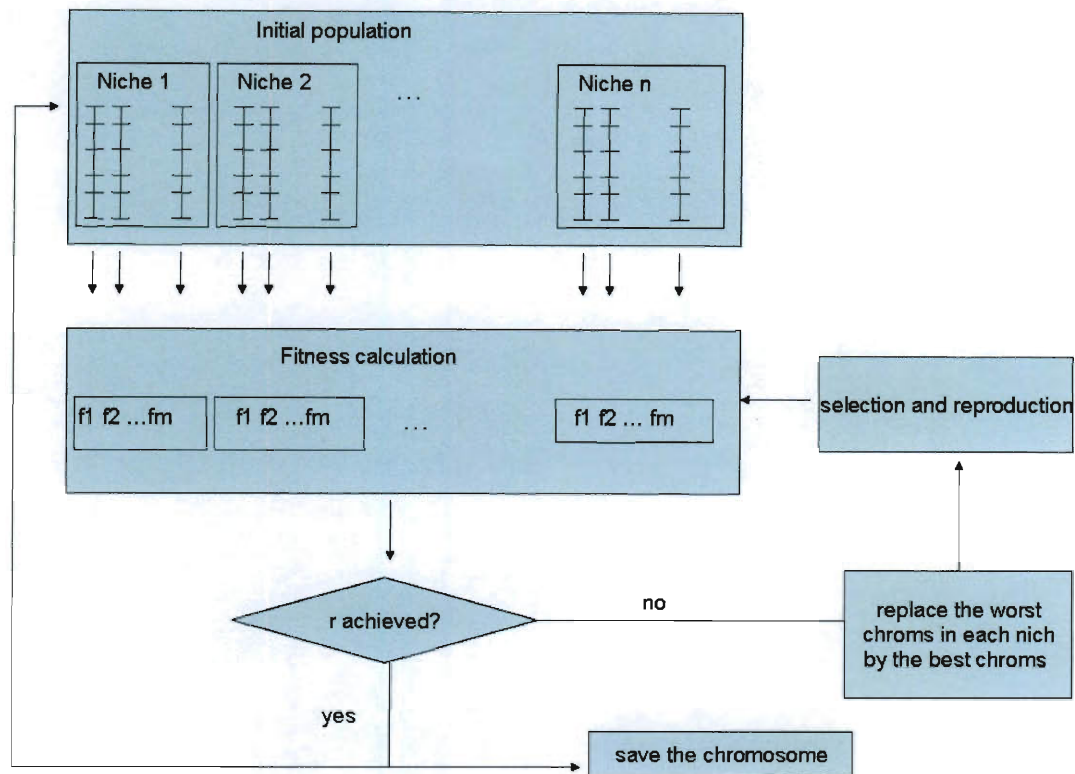 Initial population
Niche 1
Niche 2
...
Niche n
Fitness calculation
f1 f2 ...fm
f1 f2 ...fm
...
f1 f2 ... fm
selection and reproduction
r achieved?
no
replace the worst
chroms in each nich
by the best chroms
yes
save the chromosome